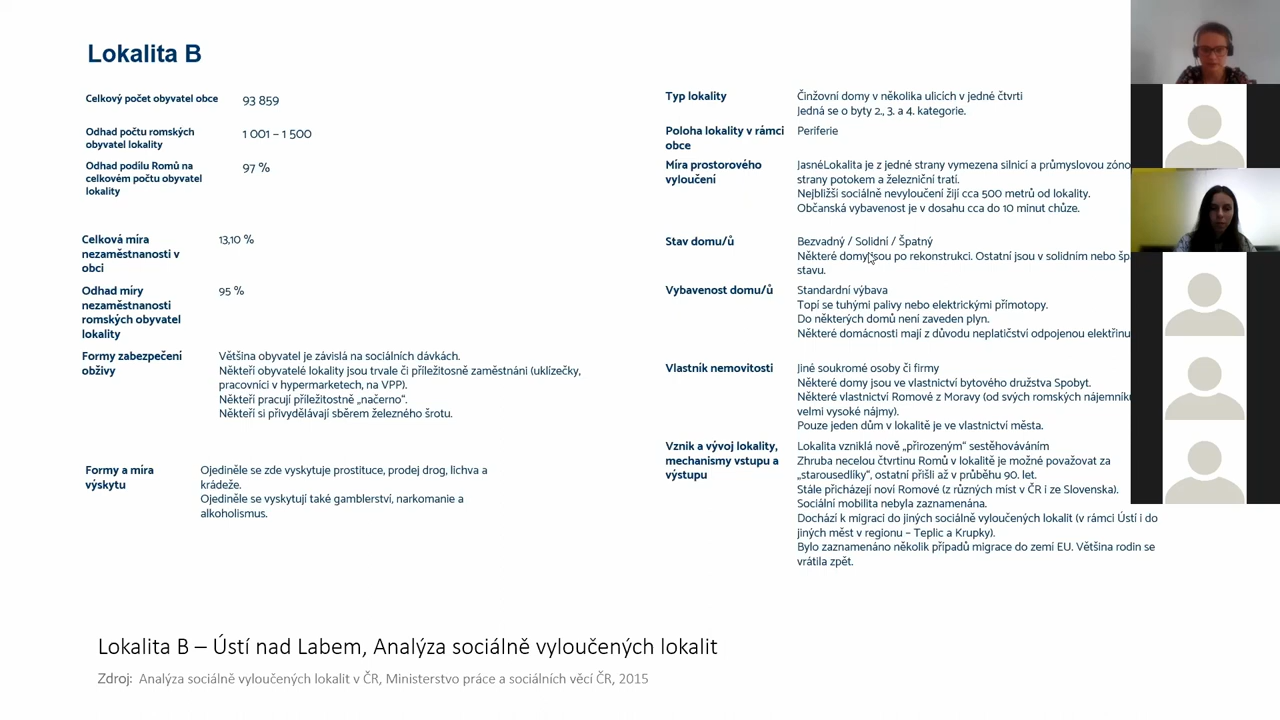 Lokalita B
Celkový počet obyvatel obce
93 859
Odhad počtu romských
obyvatel lokality
1 001 – 1 500
Odhad podílu Romů na
celkovém počtu obyvatel
lokality
97 %
Celková míra
nezaměstnanosti v
obci
13,10 %
Odhad míry
nezaměstnanosti
romských obyvatel
lokality
95 %
Formy zabezpečení
obživy
Většina obyvatel je závislá na sociálních dávkách.
Někteří obyvatelé lokality jsou trvale či příležitostně zaměstnáni (uklízečky,
pracovníci v hypermarketech, na VPP).
Někteří pracují příležitostně „načerno“.
Někteří si přivydělávají sběrem železného šrotu.
Formy a míra
výskytu
Ojediněle se zde vyskytuje prostituce, prodej drog, lichva a
krádeže.
Ojediněle se vyskytují také gamblerství, narkomanie a
alkoholismus.
Typ lokality
Činžovní domy v několika ulicích v jedné čtvrti
Jedná se o byty 2., 3. a 4. kategorie.
Poloha lokality v rámci
obce
Periferie
Míra prostorového
vyloučení
JasnéLokalita je z jedné strany vymezena silnicí a průmyslovou
strany potokem a železniční tratí.
Nejbližší sociálně nevyloučení žijí cca 500 metrů od lokality.
Občanská vybavenost je v dosahu cca do 10 minut chůze.
Stav domu/ů
Bezvadný / Solidní / Špatný
Některé domy jsou po rekonstrukci. Ostatní jsou v solidním nebo
stavu.
Vybavenost domu/ů
Standardní výbava
Topí se tuhými palivy nebo elektrickými přímotopy.
Do některých domů není zaveden plyn.
Některé domácnosti mají z důvodu neplatičství odpojenou elektřinu
Vlastník nemovitosti
Jiné soukromé osoby či firmy
Některé domy jsou ve vlastnictví bytového družstva Spobyt.
Některé vlastnictví Romové z Moravy (od svých romských
velmi vysoké nájmy).
Pouze jeden dům v lokalitě je ve vlastnictví města.
Vznik a vývoj lokality,
mechanismy vstupu a
výstupu
Lokalita vznikla nově „přirozeným“ sestěhováváním
Zhruba necelou čtvrtinu Romů v lokalitě je možné považovat za
„starousedlíky“, ostatní přišli až v průběhu 90. let.
Stále přicházejí noví Romové (z různých míst v ČR i ze Slovenska).
Sociální mobilita nebyla zaznamenána.
Dochází k migraci do jiných sociálně vyloučených lokalit (v rámci Ústí i do
jiných měst v regionu – Teplic a Krupky).
Bylo zaznamenáno několik případů migrace do zemí EU. Většina rodin se
vrátila zpět.
Lokalita B – Ústí nad Labem, Analýza sociálně vyloučených lokalit
Zdroj: Analýza sociálně vyloučených lokalit v ČR, Ministerstvo práce a sociálních věcí ČR, 2015